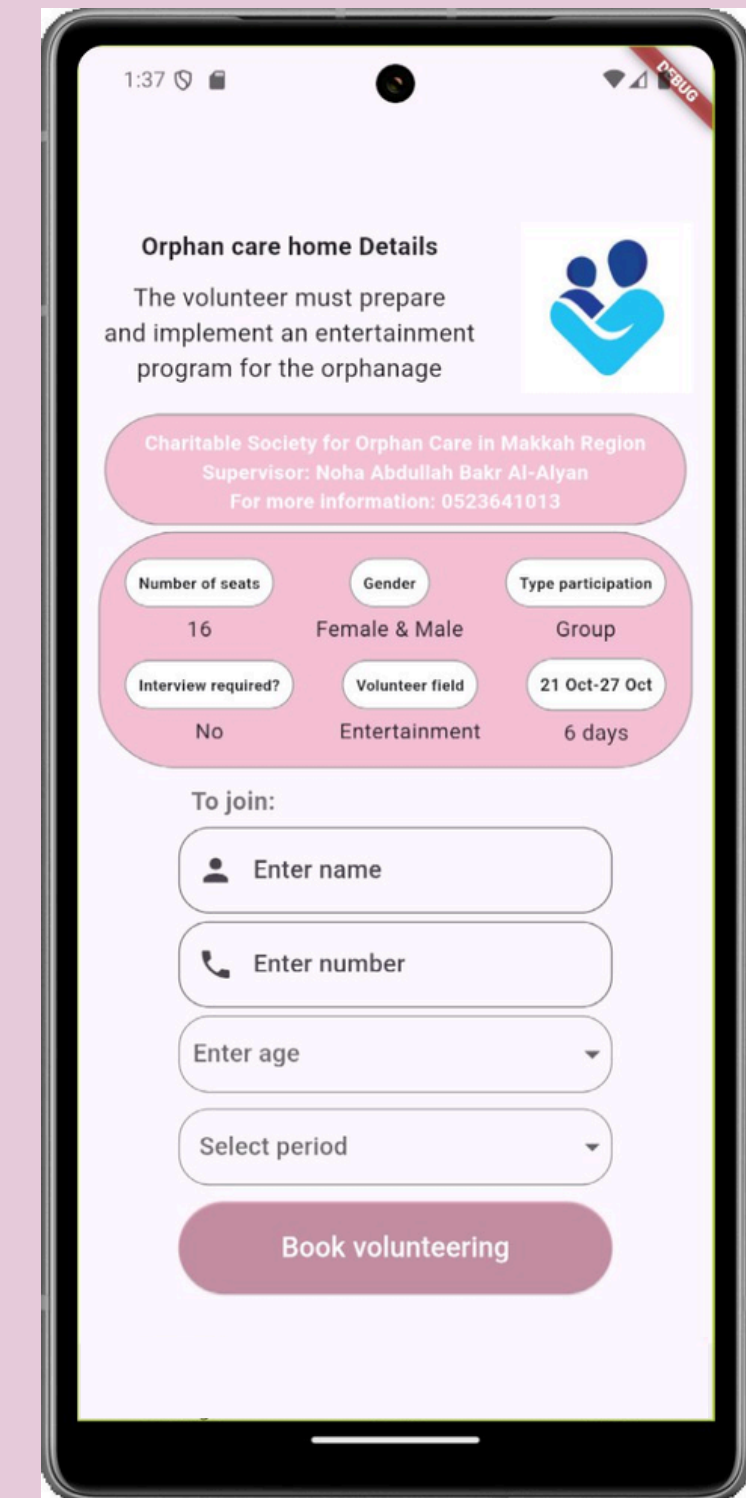 1:37
DEBUG
Orphan care home Details
The volunteer must prepare
and implement an entertainment
program for the orphanage
Charitable Society for Orphan Care in Makkah Region
Supervisor: Noha Abdullah Bakr Al-Alyan
For more information: 0523641013
Number of seats Gender Type participation
16 Female & Male Group
Interview required? Volunteer field 21 Oct-27 Oct
No Entertainment 6 days
To join:
Enter name
Enter number
Enter age
Select period
Book volunteering